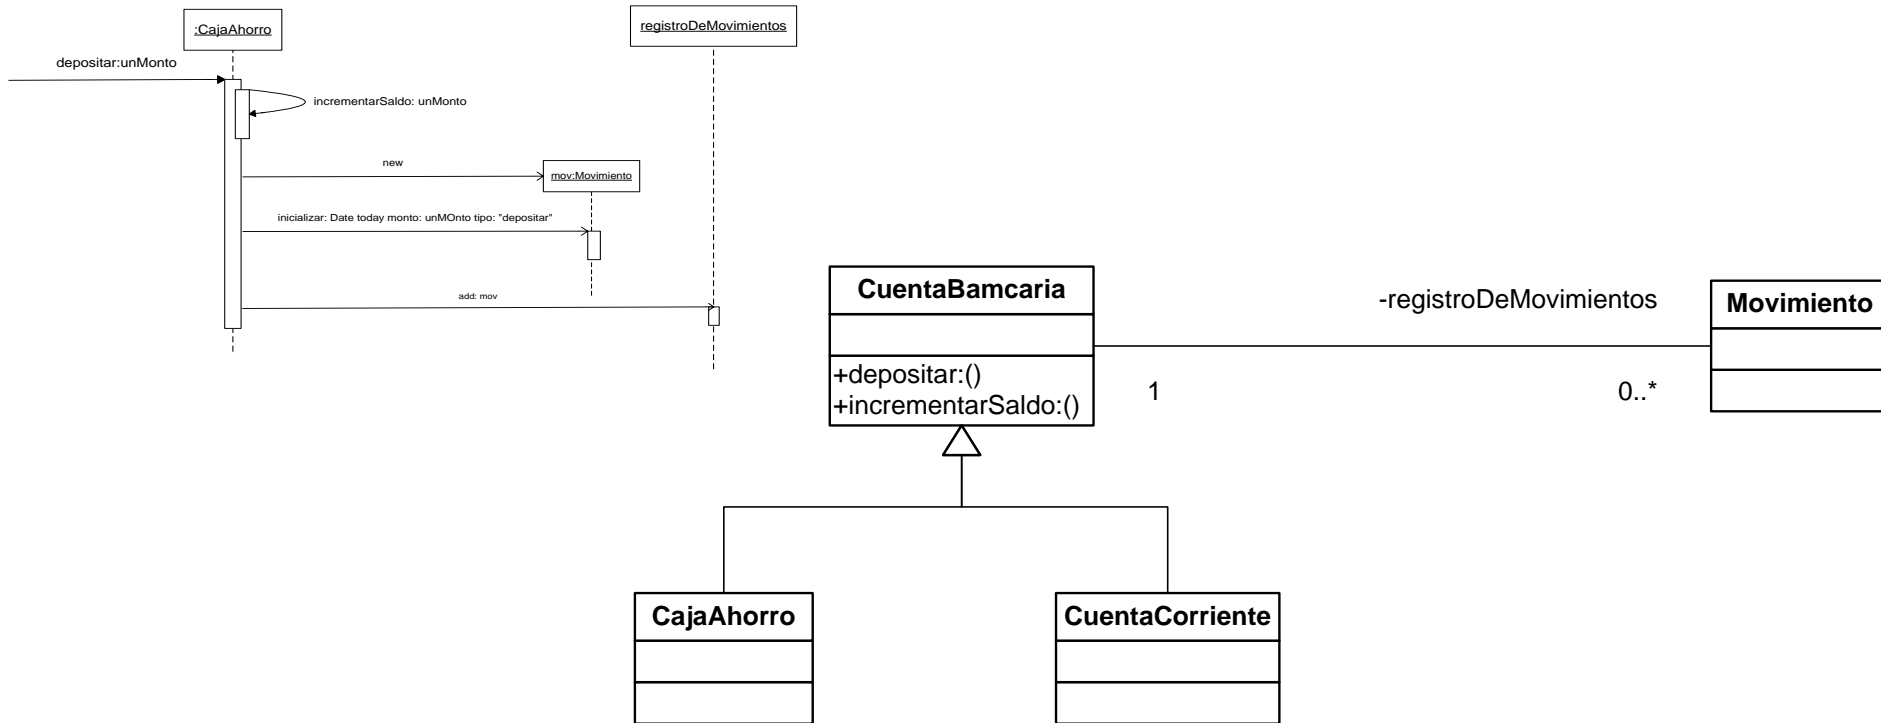 :CajaAhorro
registroDeMovimientos
depositar:unMonto
incrementarSaldo: unMonto
new
mov:Movimiento
inicializar: Date today monto: unMOnto tipo: "depositar"
add: mov
CuentaBamcaria
+depositar:()
+incrementarSaldo:()
-registroDeMovimientos
1
0..*
Movimiento
CajaAhorro
CuentaCorriente